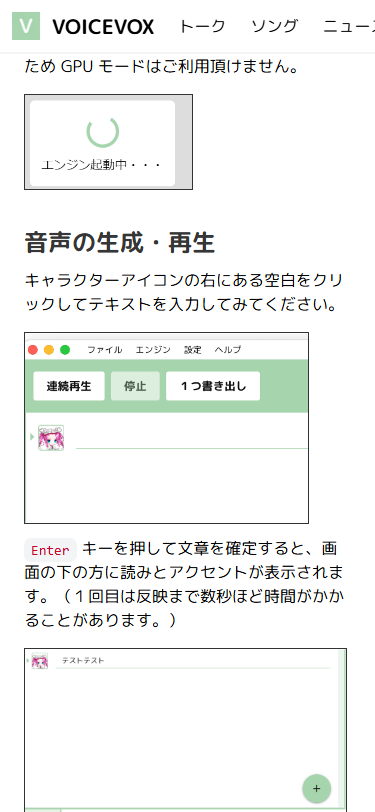 V VOICEVOX トーク ソング ニュー
ため GPU モードはご利用頂けません。
エンジン起動中・・・
音声の生成・再生
キャラクターアイコンの右にある空白をクリ
ックしてテキストを入力してみてください。
ファイル エンジン 設定 ヘルプ
連続再生 停止 1つ書き出し
Enter キーを押して文章を確定すると、画
面の下の方に読みとアクセントが表示されま
す。（１回目は反映まで数秒ほど時間がかか
ることがあります。）
テストテスト
+